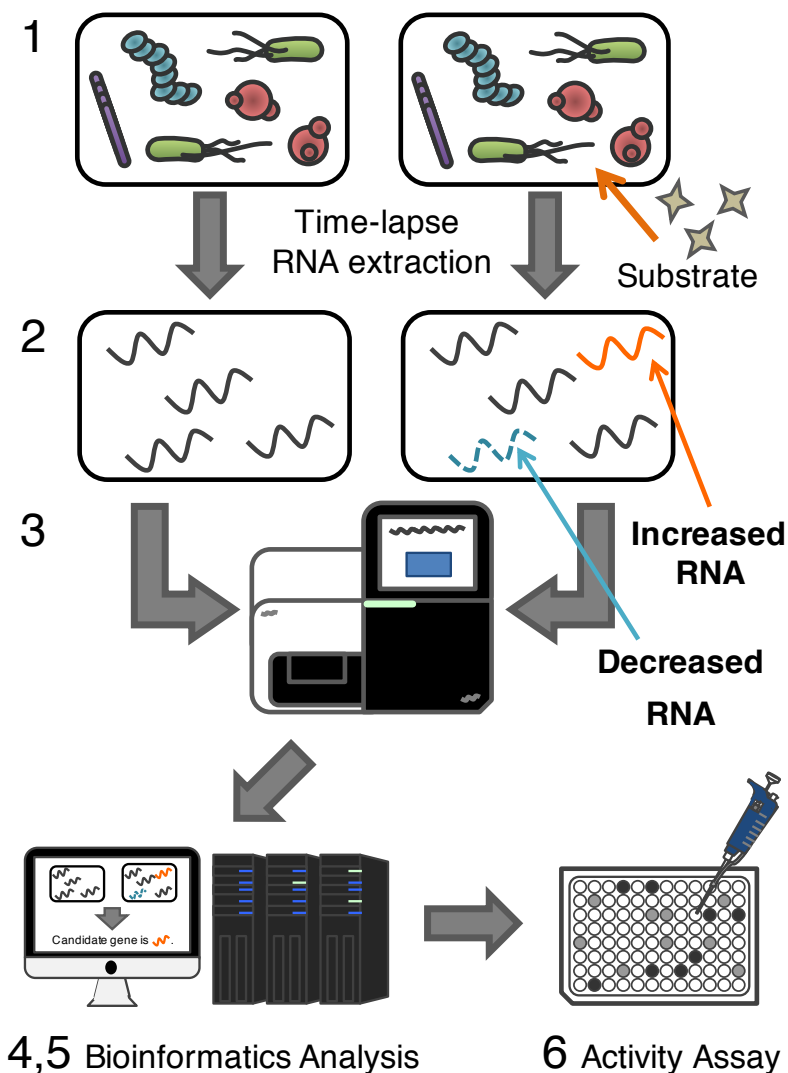 1
Time-lapse
RNA extraction
Substrate
2
3
Increased
RNA
Decreased
RNA
Candidate gene is .
4,5 Bioinformatics Analysis
6 Activity Assay